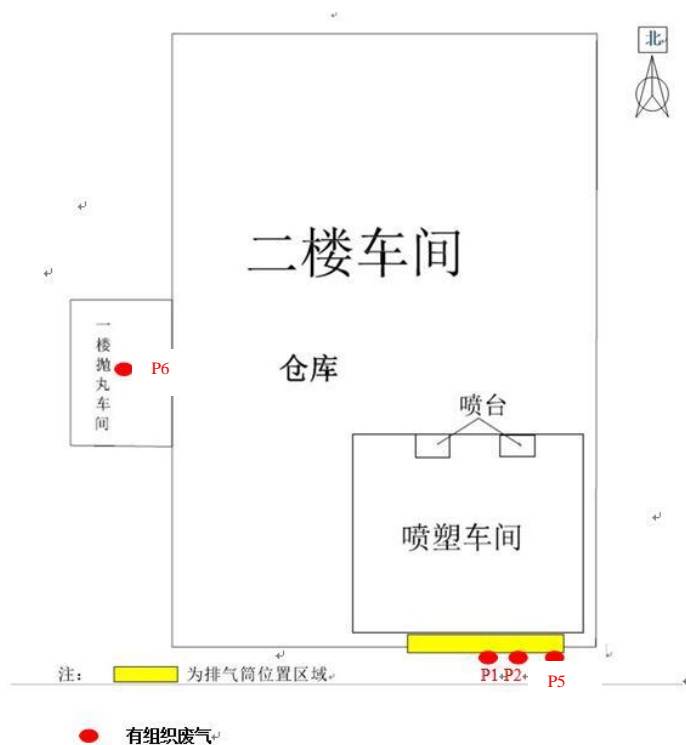 北
二楼车间
一楼抛丸车间
P6
仓库
喷台
喷塑车间
P1 P2
P5
注：
为排气筒位置区域
有组织废气